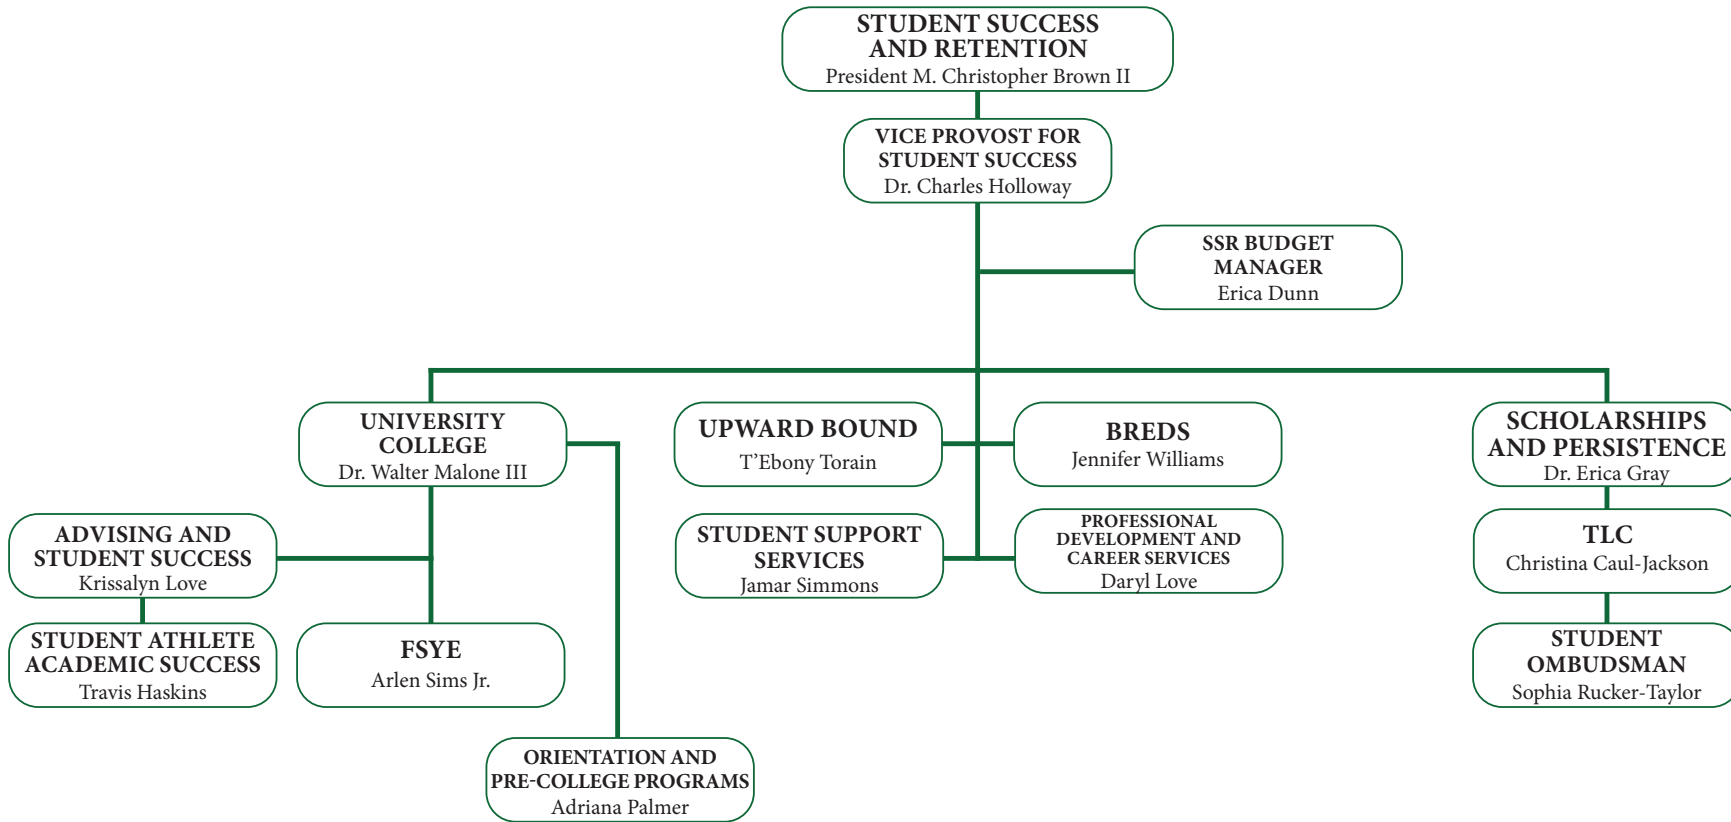 STUDENT SUCCESS
AND RETENTION
President M. Christopher Brown II
VICE PROVOST FOR
STUDENT SUCCESS
Dr. Charles Holloway
SSR BUDGET
MANAGER
Erica Dunn
UNIVERSITY
COLLEGE
Dr. Walter Malone III
UPWARD BOUND
T’Ebony Torain
BREDS
Jennifer Williams
SCHOLARSHIPS
AND PERSISTENCE
Dr. Erica Gray
ADVISING AND
STUDENT SUCCESS
Krissalyn Love
STUDENT SUPPORT
SERVICES
Jamar Simmons
PROFESSIONAL
DEVELOPMENT AND
CAREER SERVICES
Daryl Love
TLC
Christina Caul-Jackson
STUDENT ATHLETE
ACADEMIC SUCCESS
Travis Haskins
FSYE
Arlen Sims Jr.
STUDENT
OMBUDSMAN
Sophia Rucker-Taylor
ORIENTATION AND
PRE-COLLEGE PROGRAMS
Adriana Palmer